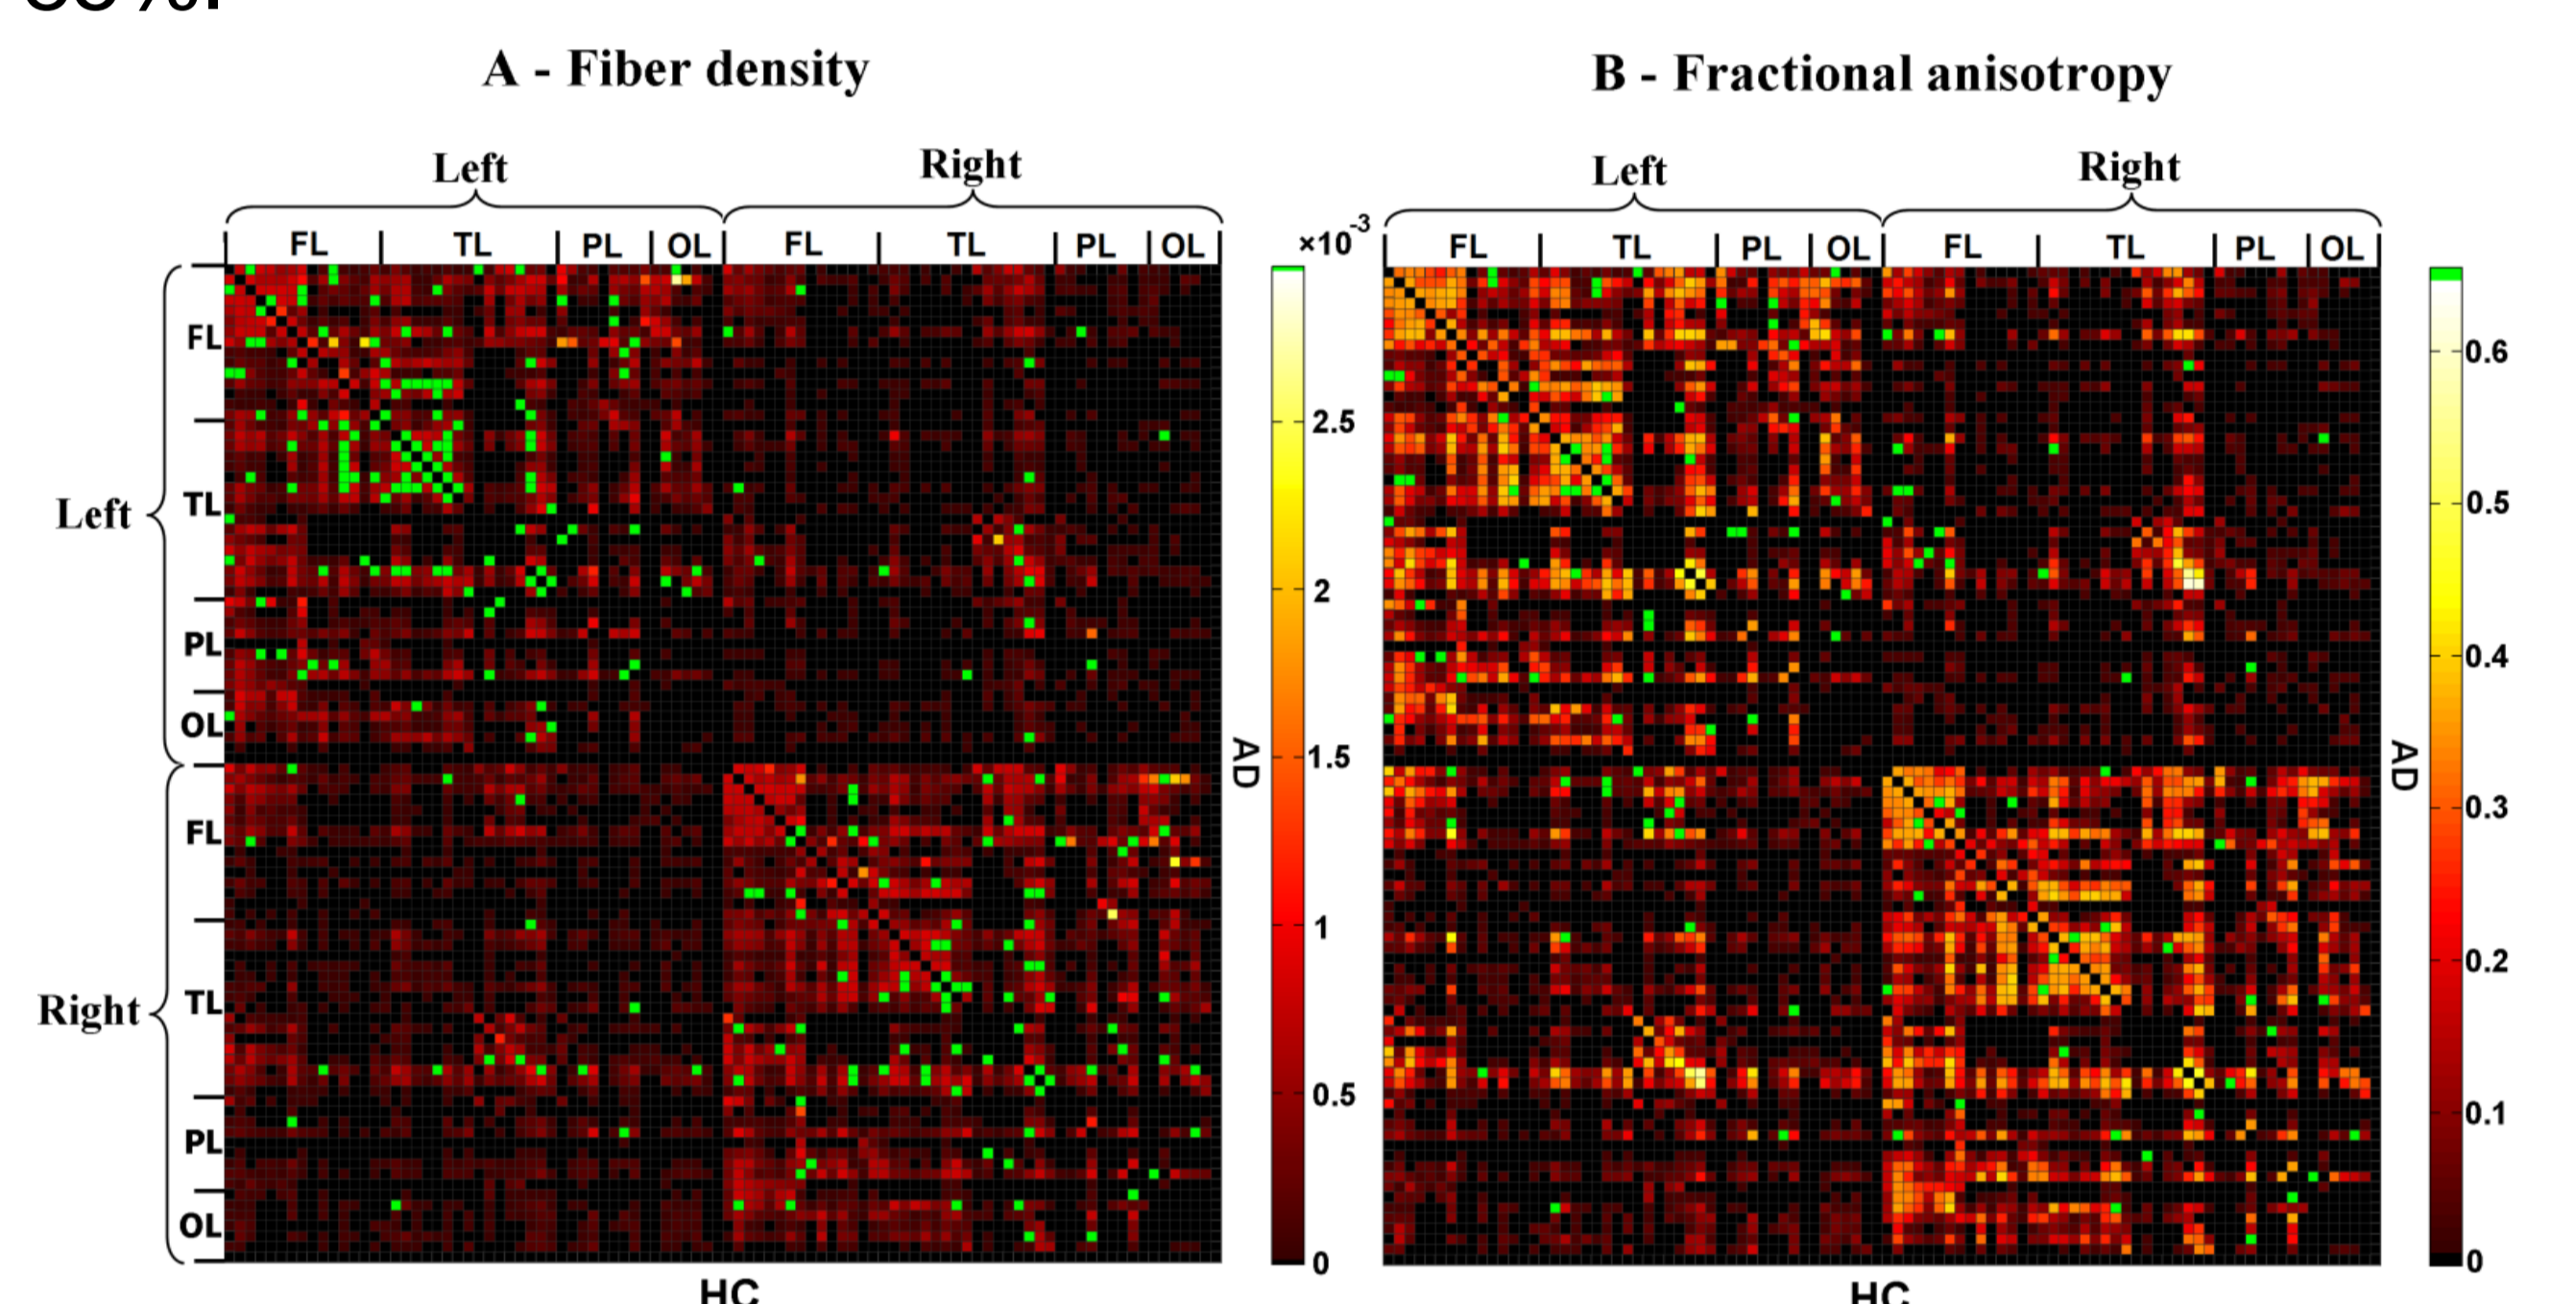 A - Fiber density
B - Fractional anisotropy
Left Right
Left Right
FL TL PL OL FL TL PL OL
×10-3
FL TL PL OL FL TL PL OL
Left
FL
TL
PL
OL
Right
FL
TL
PL
OL
2.5
2
1.5
1
0.5
0
AD
HC
0.6
0.5
0.4
0.3
0.2
0.1
0
AD
HC